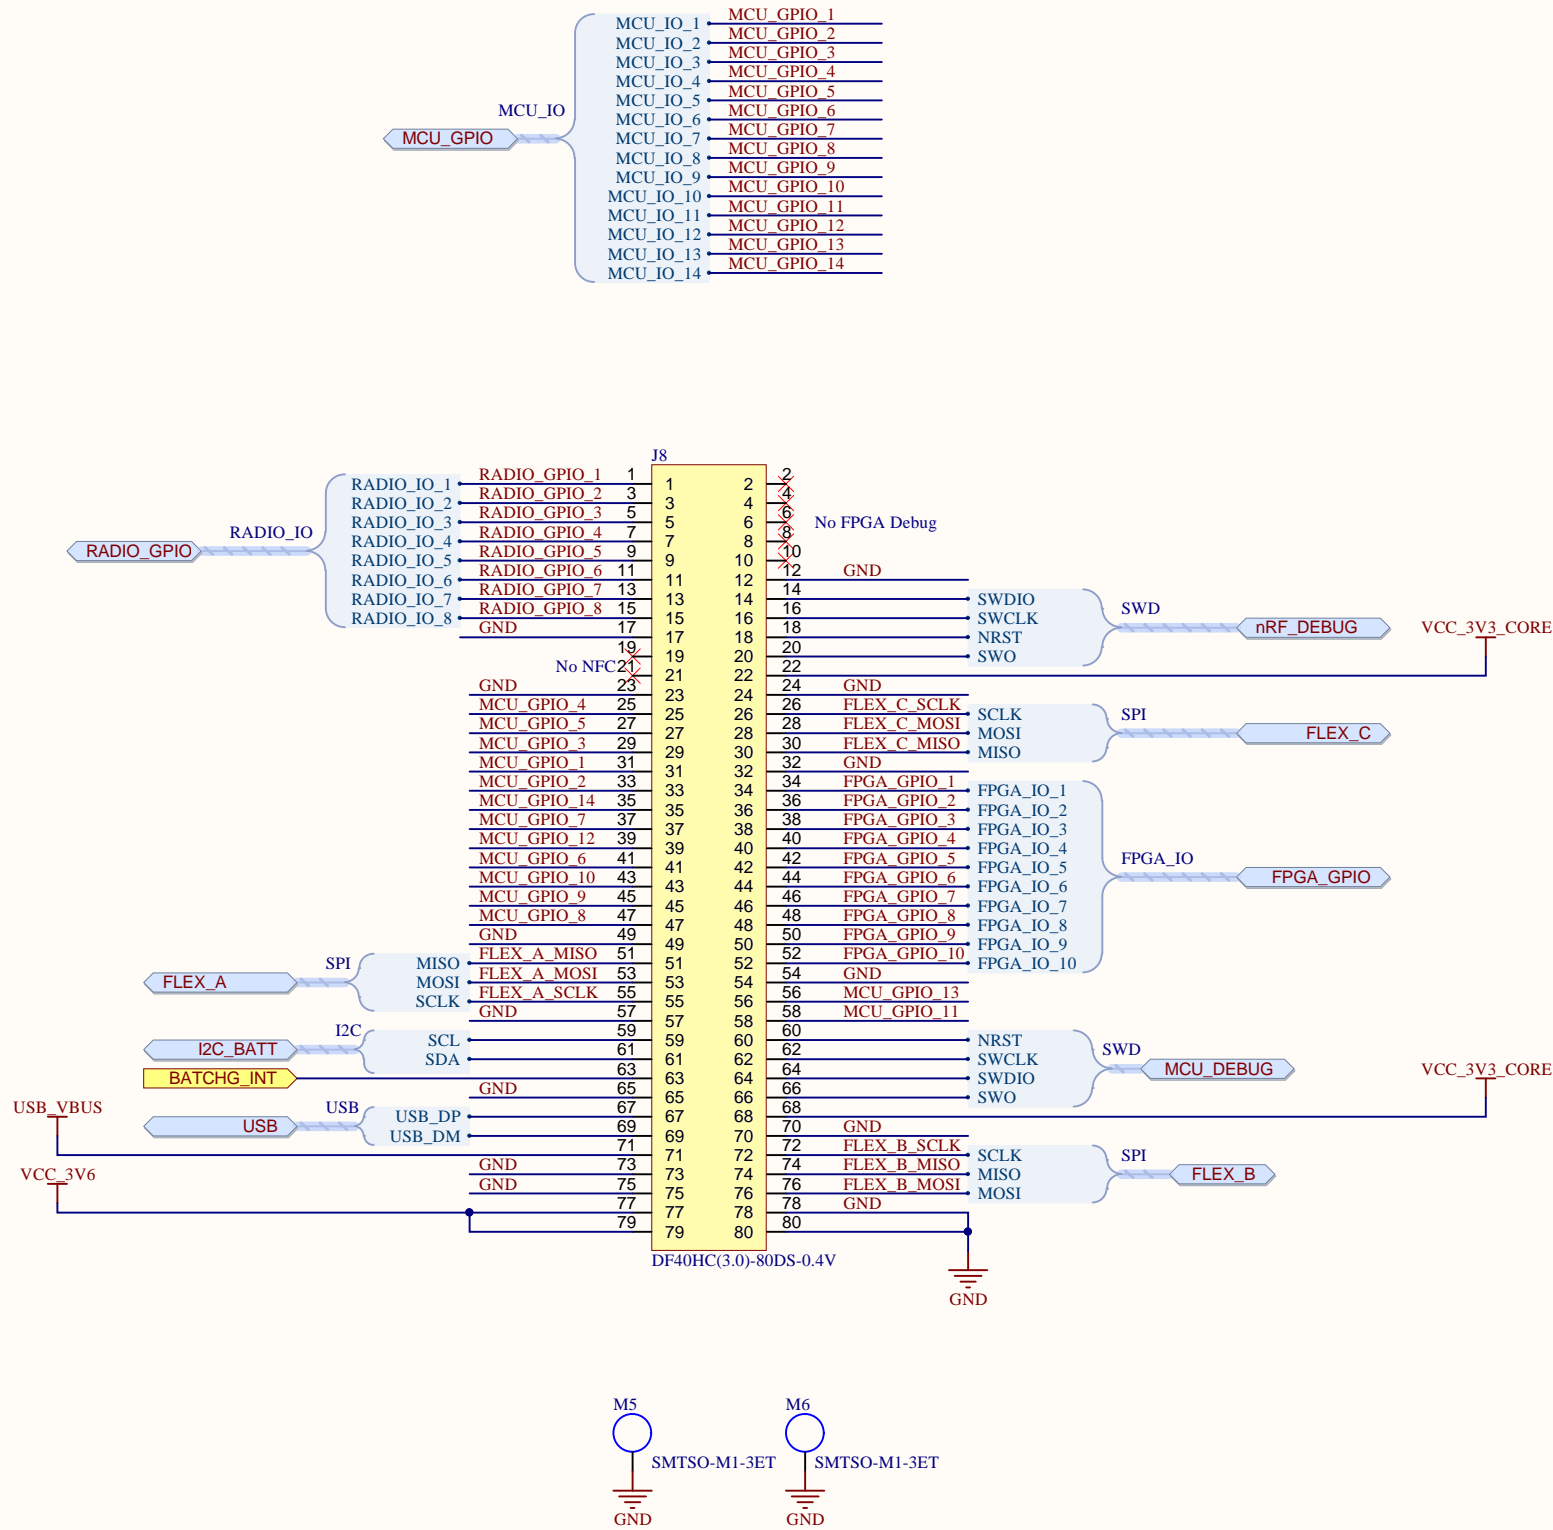 MCU_GPIO
MCU_IO
MCU_IO_1 MCU_GPIO_1
MCU_IO_2 MCU_GPIO_2
MCU_IO_3 MCU_GPIO_3
MCU_IO_4 MCU_GPIO_4
MCU_IO_5 MCU_GPIO_5
MCU_IO_6 MCU_GPIO_6
MCU_IO_7 MCU_GPIO_7
MCU_IO_8 MCU_GPIO_8
MCU_IO_9 MCU_GPIO_9
MCU_IO_10 MCU_GPIO_10
MCU_IO_11 MCU_GPIO_11
MCU_IO_12 MCU_GPIO_12
MCU_IO_13 MCU_GPIO_13
MCU_IO_14 MCU_GPIO_14
J8
RADIO_GPIO
RADIO_IO
RADIO_IO_1 RADIO_GPIO_1 1 1 2 2
RADIO_IO_2 RADIO_GPIO_2 3 3 4 4
RADIO_IO_3 RADIO_GPIO_3 5 5 6 6 No FPGA Debug
RADIO_IO_4 RADIO_GPIO_4 7 7 8 8
RADIO_IO_5 RADIO_GPIO_5 9 9 10 10
RADIO_IO_6 RADIO_GPIO_6 11 11 12 12 GND
RADIO_IO_7 RADIO_GPIO_7 13 13 14 14 SWDIO
RADIO_IO_8 RADIO_GPIO_8 15 15 16 16 SWCLK
GND 17 17 18 18 NRST
19 19 20 20 SWO
SWD
nRF_DEBUG
No NFC 21 21 22 22 VCC_3V3_CORE
GND 23 23 24 24 GND
MCU_GPIO_4 25 25 26 26 FLEX_C_SCLK SCLK
MCU_GPIO_5 27 27 28 28 FLEX_C_MOSI MOSI
MCU_GPIO_3 29 29 30 30 FLEX_C_MISO MISO
SPI
FLEX_C
MCU_GPIO_1 31 31 32 32 GND
MCU_GPIO_2 33 33 34 34 FPGA_GPIO_1 FPGA_IO_1
MCU_GPIO_14 35 35 36 36 FPGA_GPIO_2 FPGA_IO_2
MCU_GPIO_7 37 37 38 38 FPGA_GPIO_3 FPGA_IO_3
MCU_GPIO_12 39 39 40 40 FPGA_GPIO_4 FPGA_IO_4
MCU_GPIO_6 41 41 42 42 FPGA_GPIO_5 FPGA_IO_5
MCU_GPIO_10 43 43 44 44 FPGA_GPIO_6 FPGA_IO_6
MCU_GPIO_9 45 45 46 46 FPGA_GPIO_7 FPGA_IO_7
MCU_GPIO_8 47 47 48 48 FPGA_GPIO_8 FPGA_IO_8
GND 49 49 50 50 FPGA_GPIO_9 FPGA_IO_9
FPGA_IO
FPGA_GPIO
FLEX_A
SPI
MISO FLEX_A_MISO 51 51 52 52 FPGA_GPIO_10 FPGA_IO_10
MOSI FLEX_A_MOSI 53 53 54 54 GND
SCLK FLEX_A_SCLK 55 55 56 56 MCU_GPIO_13
GND 57 57 58 58 MCU_GPIO_11
I2C_BATT
I2C
SCL 59 59 60 60 NRST
SDA 61 61 62 62 SWCLK
BATCHG_INT 63 63 64 64 SWDIO
GND 65 65 66 66 SWO
SWD
MCU_DEBUG
USB
USB
USB_DP 67 67 68 68 VCC_3V3_CORE
USB_DM 69 69 70 70 GND
USB_VBUS 71 71 72 72 FLEX_B_SCLK SCLK
GND 73 73 74 74 FLEX_B_MISO MISO
GND 75 75 76 76 FLEX_B_MOSI MOSI
SPI
FLEX_B
VCC_3V6 77 77 78 78 GND
79 79 80 80
DF40HC(3.0)-80DS-0.4V
GND
M5
SMTSO-M1-3ET
GND
M6
SMTSO-M1-3ET
GND